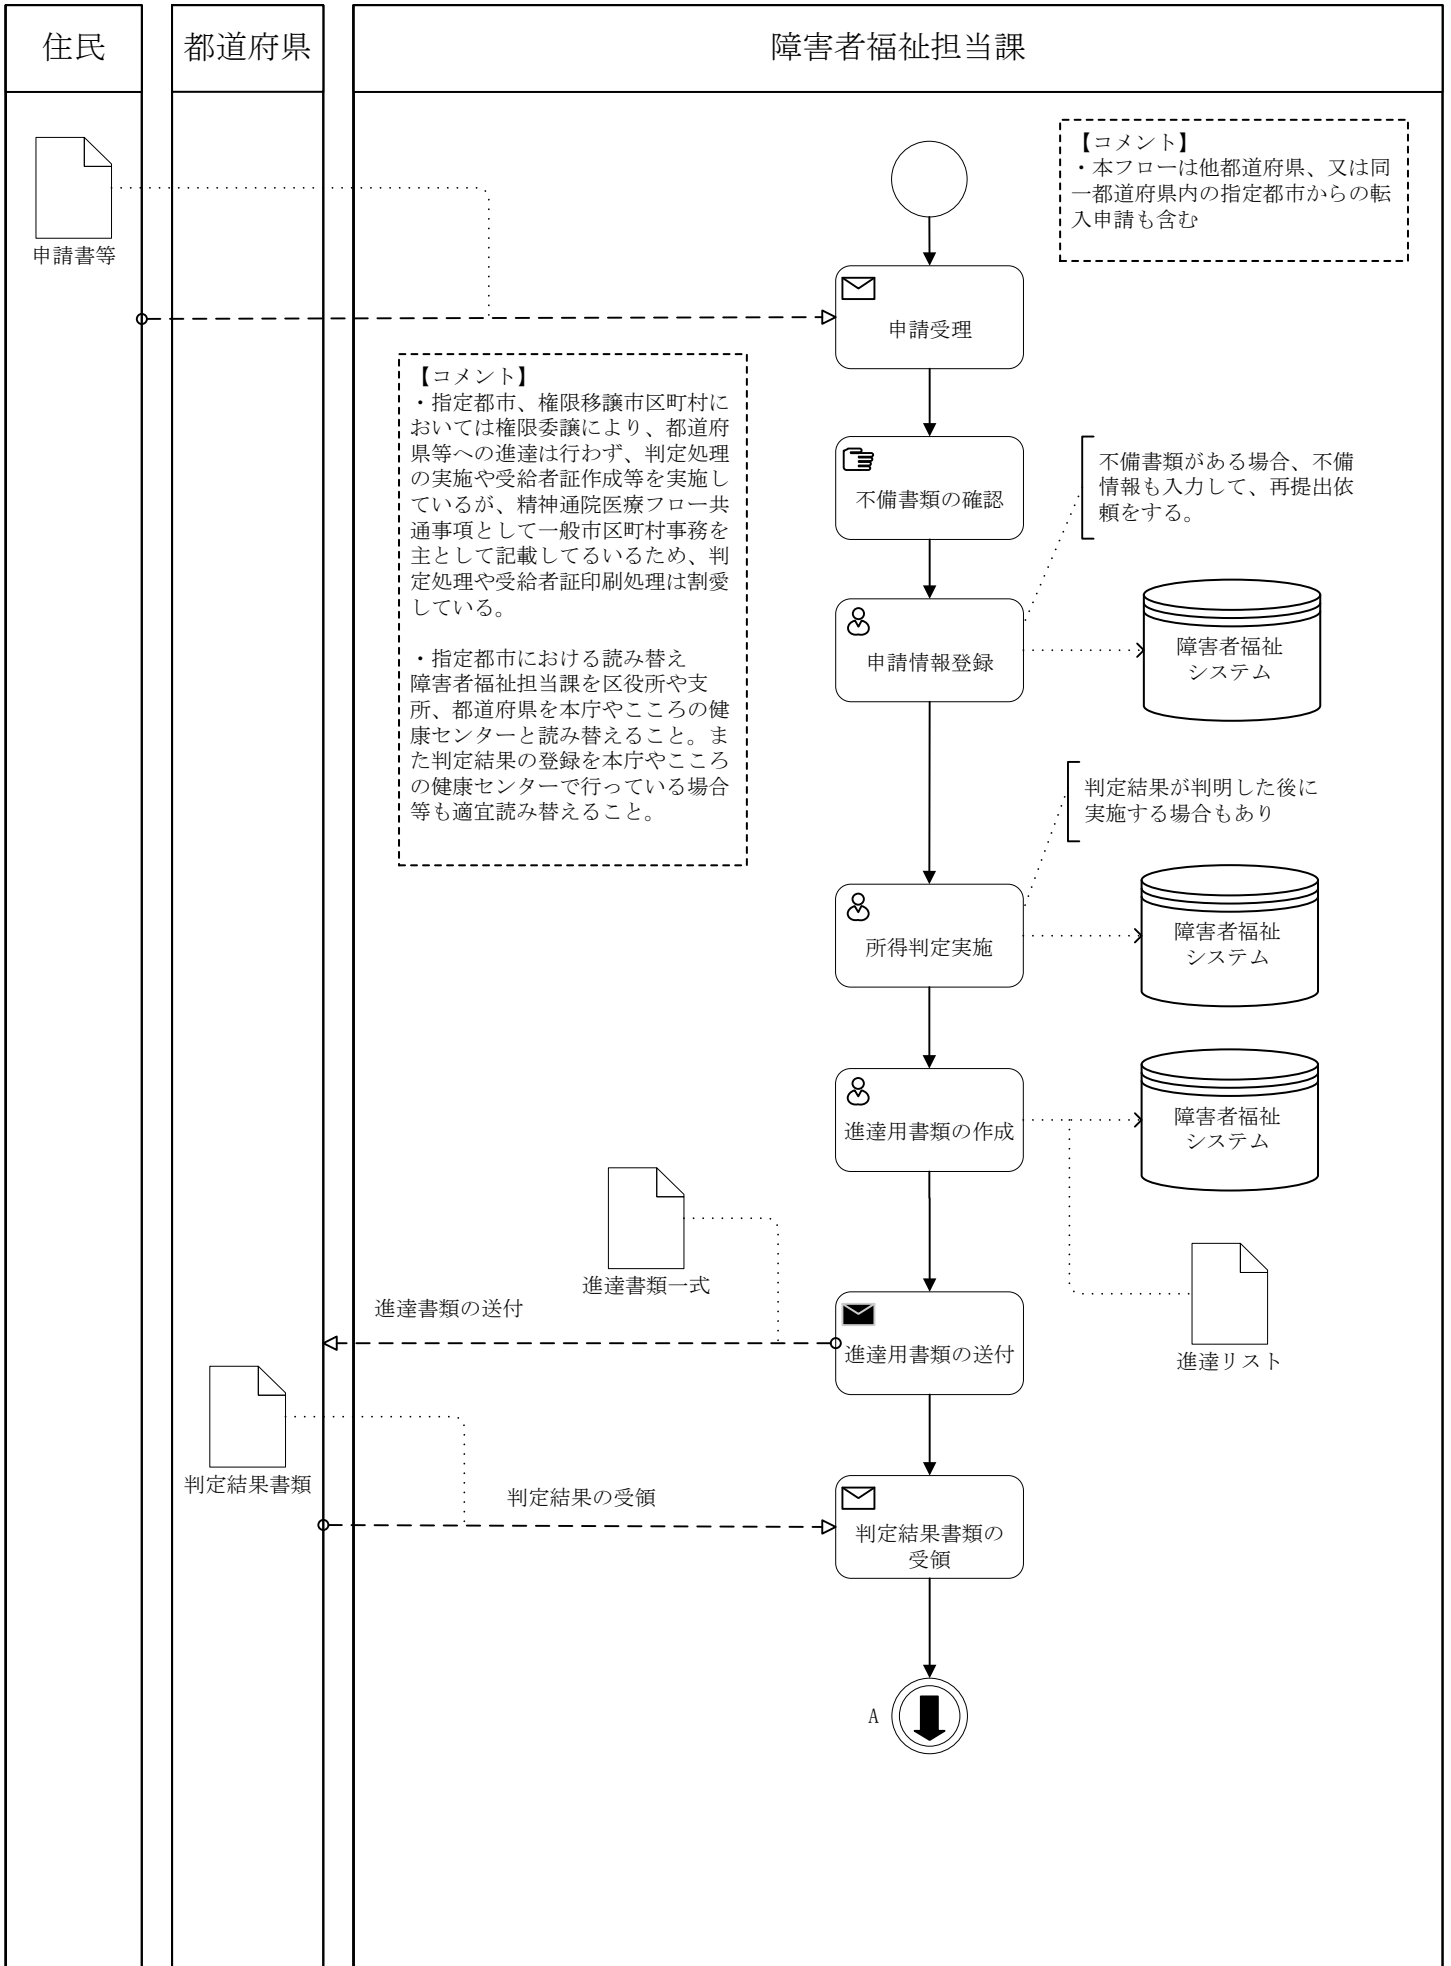 住民
都道府県
障害者福祉担当課
【コメント】
・本フローは他都道府県、又は同
一都道府県内の指定都市からの転
入申請も含む
申請書等
申請受理
【コメント】
・指定都市、権限移譲市区町村に
おいては権限委譲により、都道府
県等への進達は行わず、判定処理
の実施や受給者証作成等を実施し
ているが、精神通院医療フロー共
通事項として一般市区町村事務を
主として記載してるいるため、判
定処理や受給者証印刷処理は割愛
している。
・指定都市における読み替え
障害者福祉担当課を区役所や支
所、都道府県を本庁やこころの健
康センターと読み替えること。ま
た判定結果の登録を本庁やこころ
の健康センターで行っている場合
等も適宜読み替えること。
不備書類の確認
不備書類がある場合、不備
情報も入力して、再提出依
頼をする。
申請情報登録
障害者福祉
システム
判定結果が判明した後に
実施する場合もあり
所得判定実施
障害者福祉
システム
進達用書類の作成
障害者福祉
システム
進達書類一式
進達書類の送付
進達用書類の送付
進達リスト
判定結果書類
判定結果の受領
判定結果書類の
受領
A